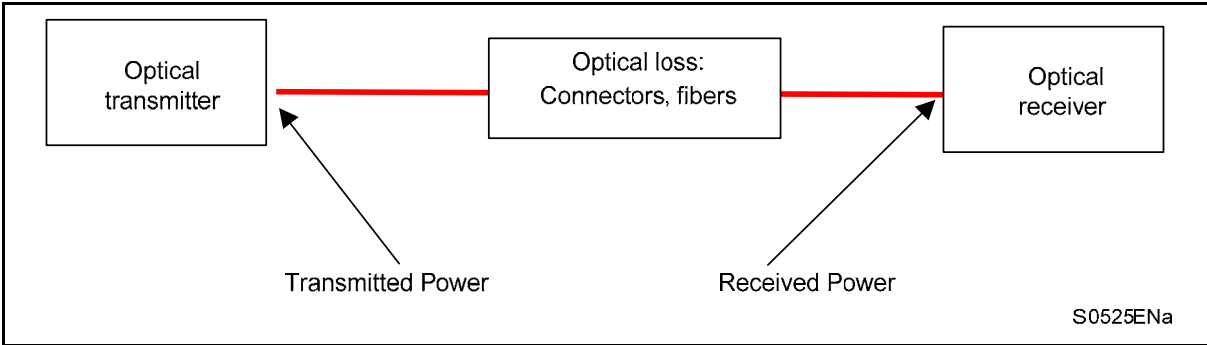 Optical
transmitter
Optical loss:
Connectors, fibers
Optical
receiver
Transmitted Power
Received Power
S0525ENa